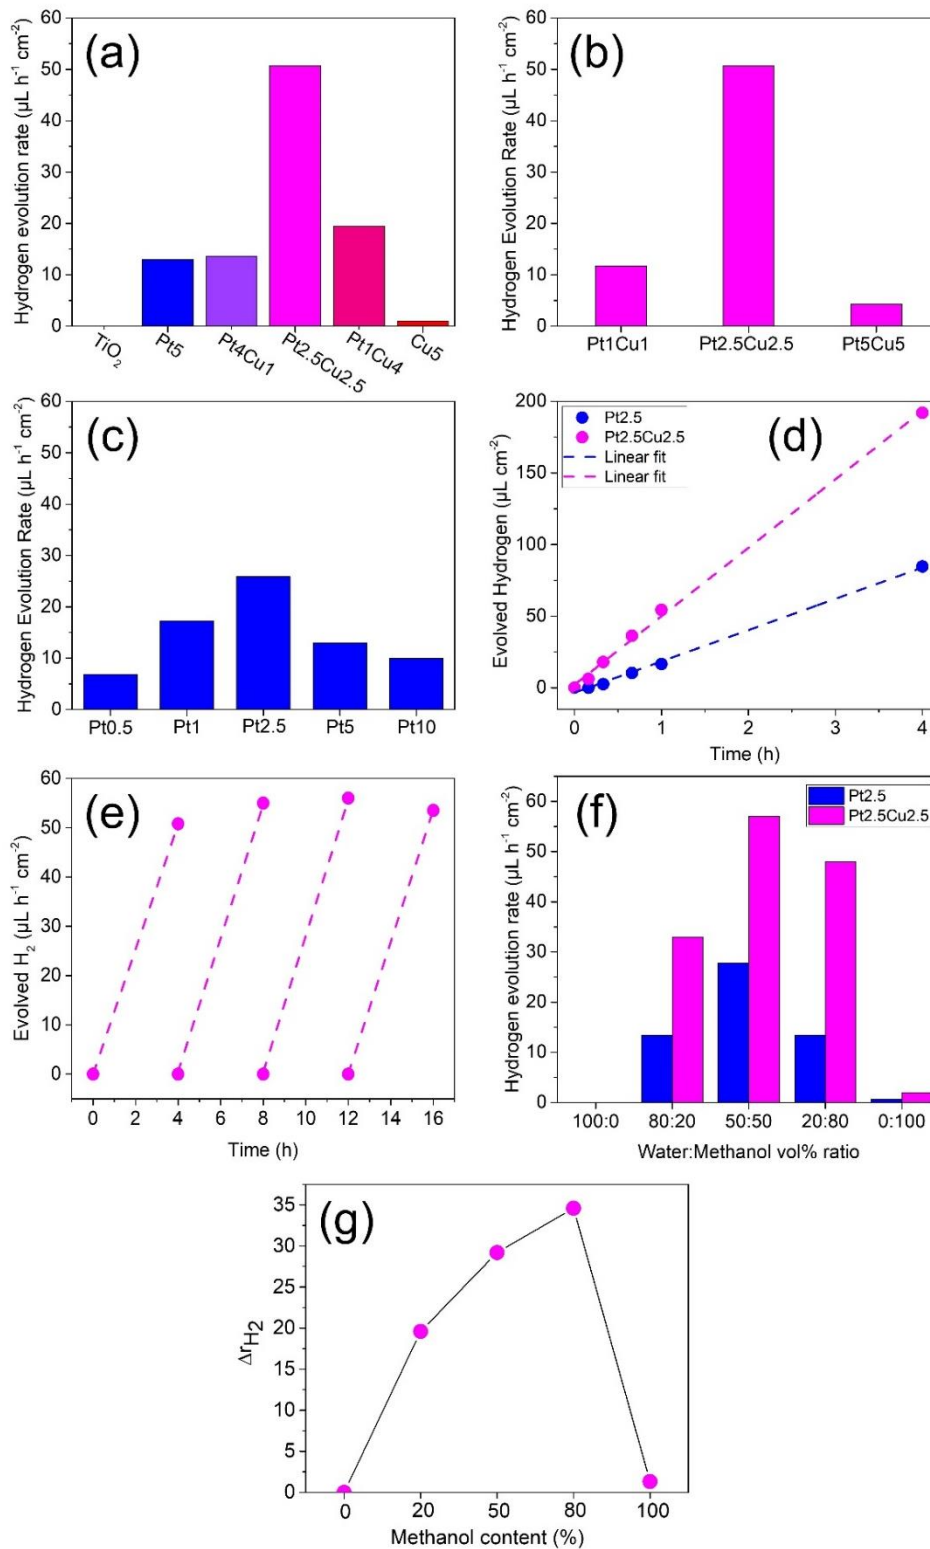 (a)
Hydrogen evolution rate (µL h⁻¹ cm⁻²)
60
50
40
30
20
10
0
TiO₂ Pt5 Pt4Cu1 Pt2.5Cu2.5 Pt1Cu4 Cu5
(b)
Hydrogen Evolution Rate (µL h⁻¹ cm⁻²)
60
50
40
30
20
10
0
Pt1Cu1 Pt2.5Cu2.5 Pt5Cu5
(c)
Hydrogen Evolution Rate (µL h⁻¹ cm⁻²)
60
50
40
30
20
10
0
Pt0.5 Pt1 Pt2.5 Pt5 Pt10
(d)
Pt2.5
Pt2.5Cu2.5
Linear fit
Linear fit
Evolved Hydrogen (µL cm⁻²)
200
150
100
50
0
0 1 2 3 4
Time (h)
(e)
Evolved H₂ (µL h⁻¹ cm⁻²)
60
50
40
30
20
10
0
0 2 4 6 8 10 12 14 16
Time (h)
(f)
Pt2.5
Pt2.5Cu2.5
Hydrogen evolution rate (µL h⁻¹ cm⁻²)
60
50
40
30
20
10
0
100:0 80:20 50:50 20:80 0:100
Water:Methanol vol% ratio
(g)
ΔrH₂
35
30
25
20
15
10
5
0
0 20 50 80 100
Methanol content (%)